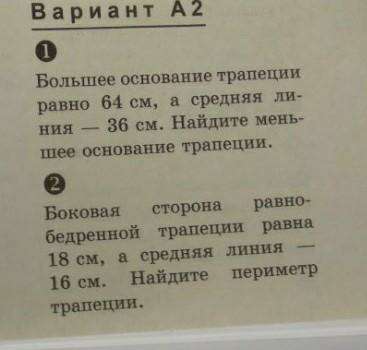 Вариант А2
1
Большее основание трапеции
равно 64 см, а средняя ли-
ния — 36 см. Найдите мень-
шее основание трапеции.
2
Боковая сторона равно-
бедренной трапеции равна
18 см, а средняя линия —
16 см. Найдите периметр
трапеции.